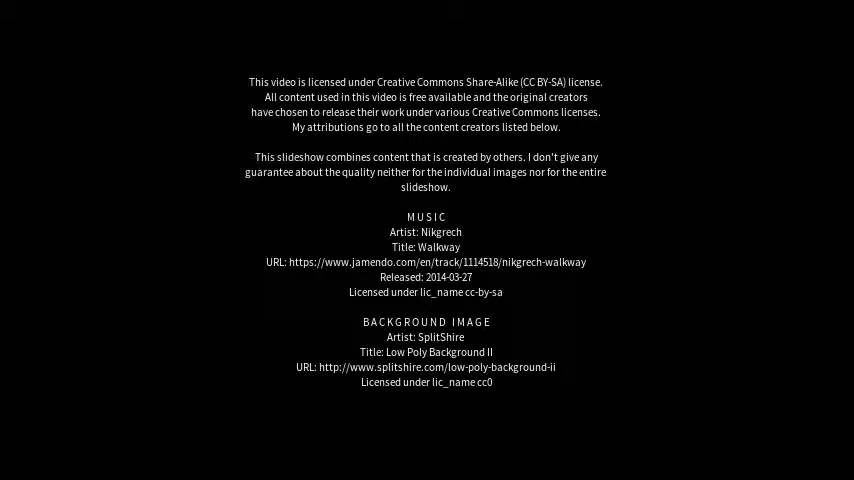 This video is licensed under Creative Commons Share-Alike (CC BY-SA) license.
All content used in this video is free available and the original creators
have chosen to release their work under various Creative Commons licenses.
My attributions go to all the content creators listed below.
This slideshow combines content that is created by others. I don't give any
guarantee about the quality neither for the individual images nor for the entire
slideshow.
M U S I C
Artist: Nikgrech
Title: Walkway
URL: https://www.jamendo.com/en/track/1114518/nikgrech-walkway
Released: 2014-03-27
Licensed under lic_name cc-by-sa
B A C K G R O U N D   I M A G E
Artist: SplitShire
Title: Low Poly Background II
URL: http://www.splitshire.com/low-poly-background-ii
Licensed under lic_name cc0